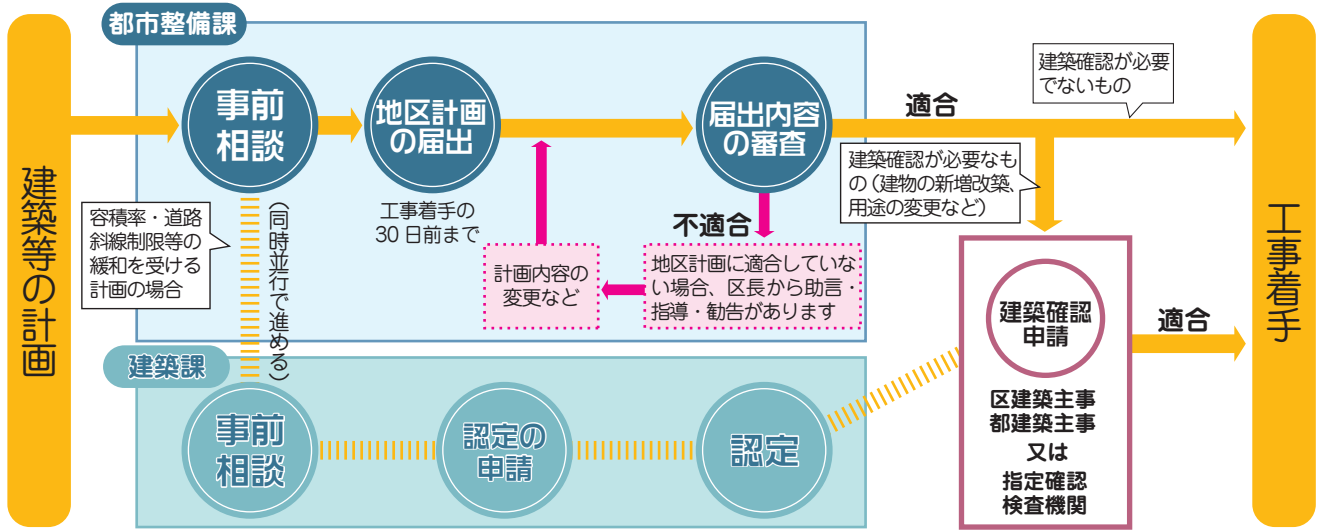 建築等の計画
都市整備課
事前
相談
地区計画
の届出
工事着手の
30日前まで
届出内容
の審査
適合
建築確認が必要
でないもの
建築確認が必要なも
の（建物の新増改築、
用途の変更など）
不適合
地区計画に適合していな
い場合、区長から助言・
指導・勧告があります
計画内容の
変更など
容積率・道路
斜線制限等の
緩和を受ける
計画の場合
（同時並行で進める）
建築課
事前
相談
認定の
申請
認定
建築確認
申請
区建築主事
都建築主事
又は
指定確認
検査機関
適合
工事着手